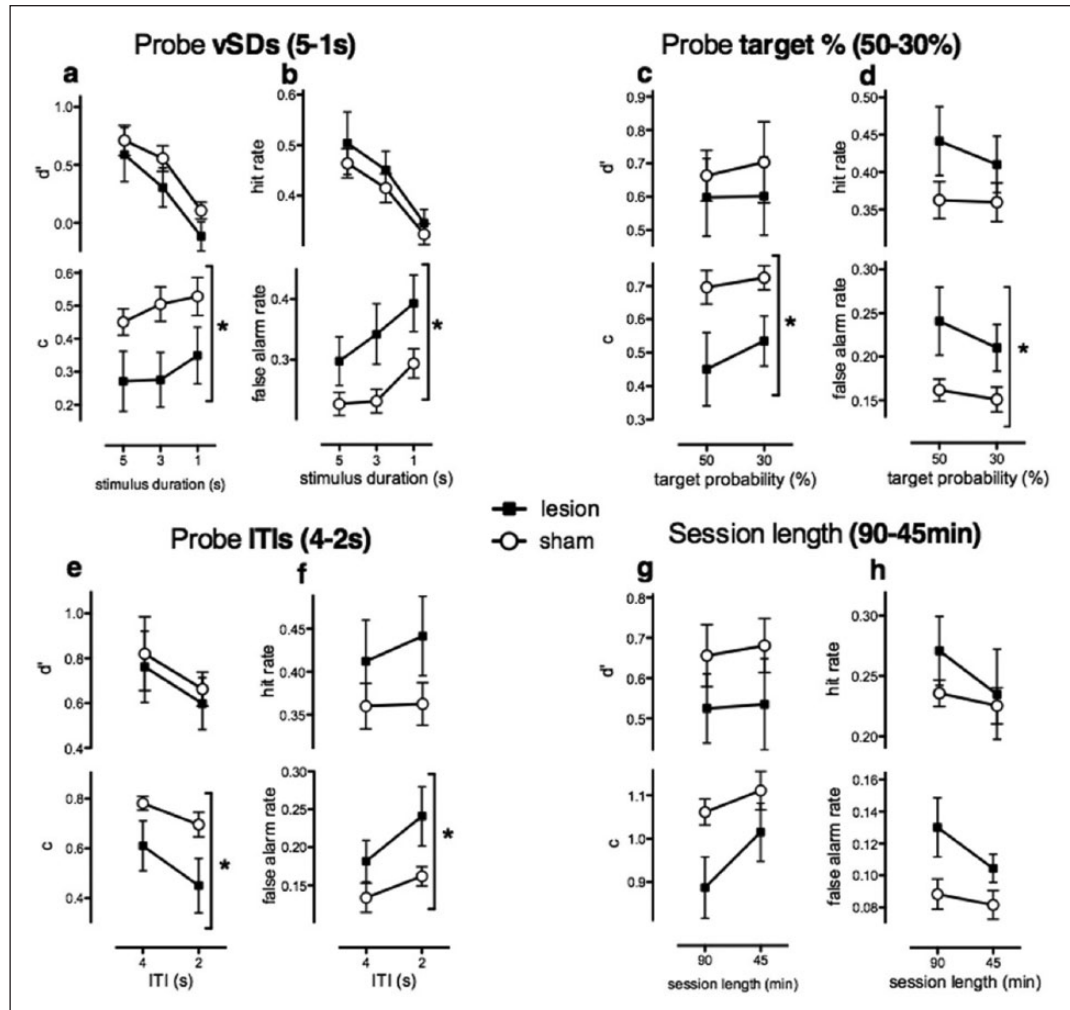 Probe vSDs (5-1s)
a
b
d'
1.0
0.5
0.0
hit rate
0.6
0.5
0.4
c
0.6
0.5
0.4
0.3
0.2
*
false alarm rate
0.4
0.3
*
5 3 1
stimulus duration (s)
5 3 1
stimulus duration (s)
Probe target % (50-30%)
c
d
d'
0.9
0.8
0.7
0.6
0.5
hit rate
0.50
0.45
0.40
0.35
c
0.7
0.6
0.5
0.4
0.3
*
false alarm rate
0.30
0.25
0.20
0.15
*
50 30
target probability (%)
50 30
target probability (%)
lesion
sham
Probe ITIs (4-2s)
e
f
d'
1.0
0.8
0.6
0.4
hit rate
0.45
0.40
0.35
c
0.8
0.6
0.4
*
false alarm rate
0.30
0.25
0.20
0.15
*
4 2
ITI (s)
4 2
ITI (s)
Session length (90-45min)
g
h
d'
0.8
0.7
0.6
0.5
hit rate
0.30
0.25
0.20
c
1.1
1.0
0.9
false alarm rate
0.16
0.14
0.12
0.10
0.08
90 45
session length (min)
90 45
session length (min)